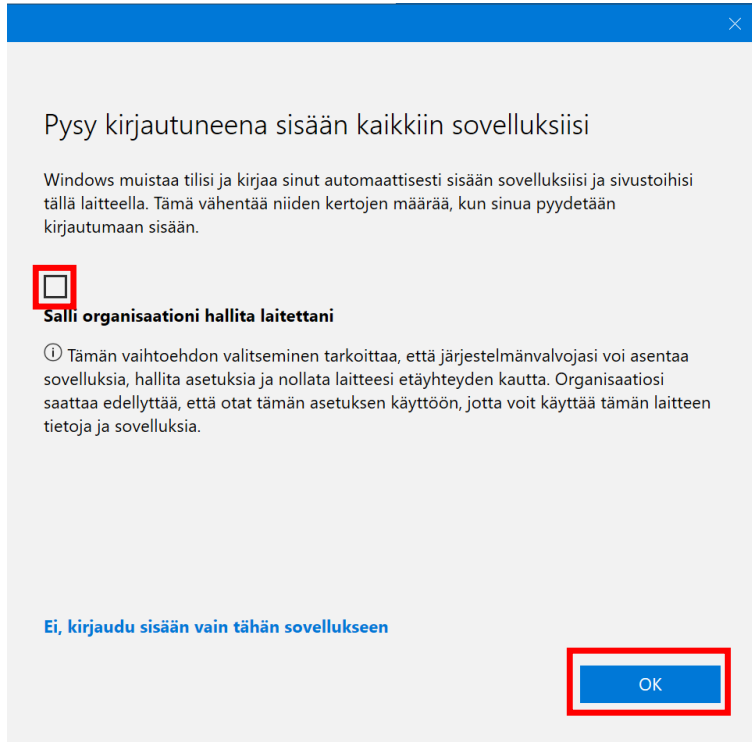 Pysy kirjautuneena sisään kaikkiin sovelluksiisi
Windows muistaa tilisi ja kirjaa sinut automaattisesti sisään sovelluksiisi ja sivustoihisi
tällä laitteella. Tämä vähentää niiden kertojen määrää, kun sinua pyydetään
kirjautumaan sisään.
Salli organisaationi hallita laitettani
Tämän vaihtoehdon valitseminen tarkoittaa, että järjestelmänvalvojasi voi asentaa
sovelluksia, hallita asetuksia ja nollata laitteesi etäyhteyden kautta. Organisaatiosi
saattaa edellyttää, että otat tämän asetuksen käyttöön, jotta voit käyttää tämän laitteen
tietoja ja sovelluksia.
Ei, kirjaudu sisään vain tähän sovellukseen
OK